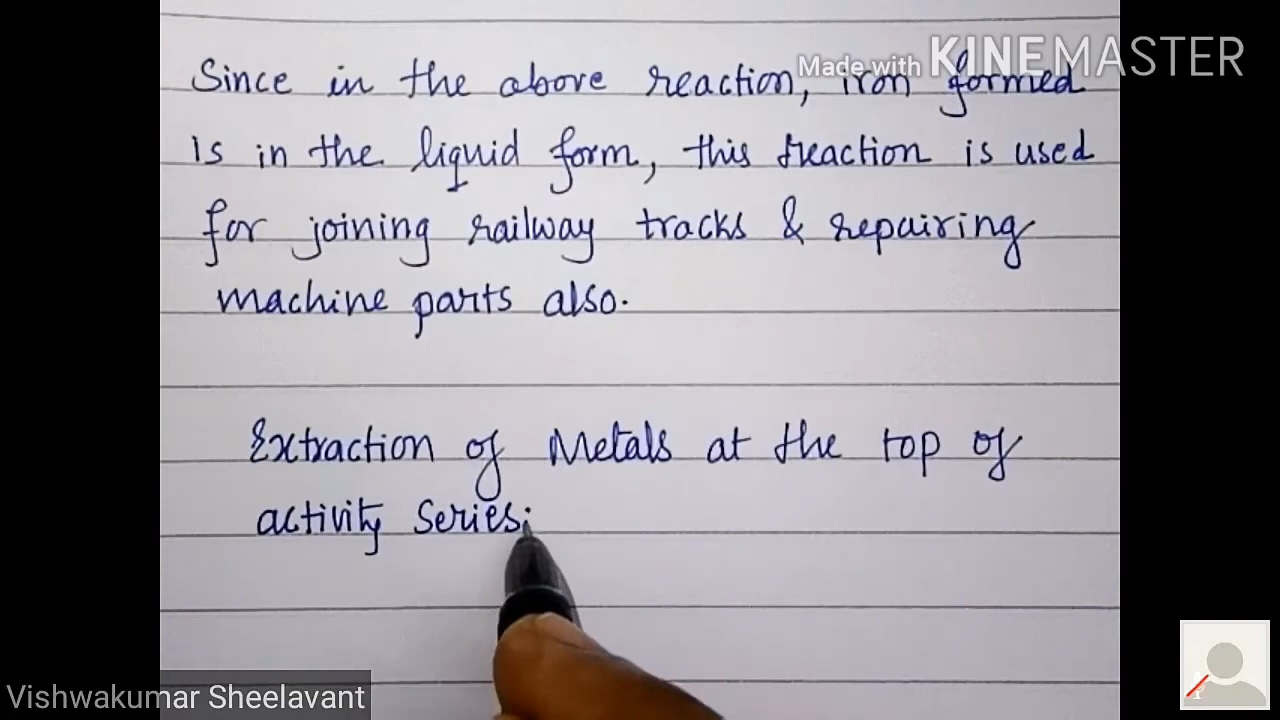 Made with KINEMASTER
Since in the above reaction, iron formed
is in the liquid form, this reaction is used
for joining railway tracks & repairing
machine parts also.
Extraction of Metals at the top of
activity series:
Vishwakumar Sheelavant